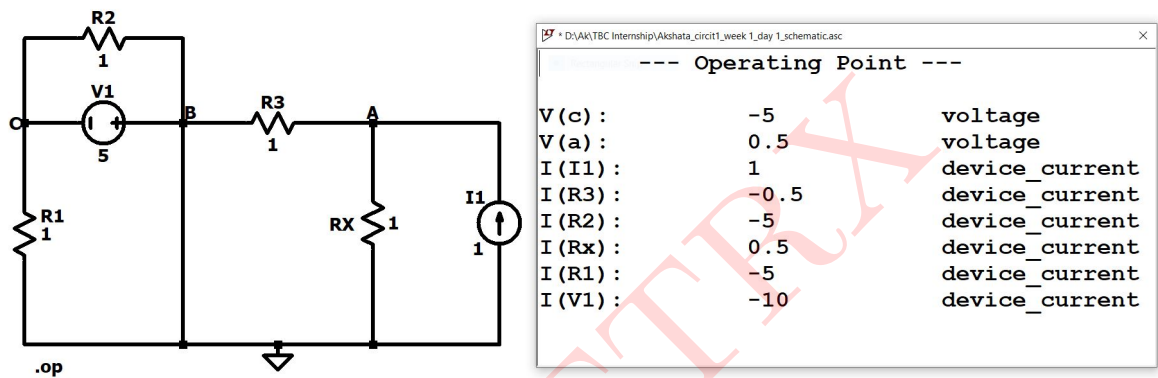 R2
1
V1
C
B
R3
A
5
1
R1
1
RX
1
I1
1
.op
* D:\Ak\TBC Internship\Akshata_circit1_week 1_day 1_schematic.asc
--- Operating Point ---
V(c): -5 voltage
V(a): 0.5 voltage
I(I1): 1 device_current
I(R3): -0.5 device_current
I(R2): -5 device_current
I(Rx): 0.5 device_current
I(R1): -5 device_current
I(V1): -10 device_current